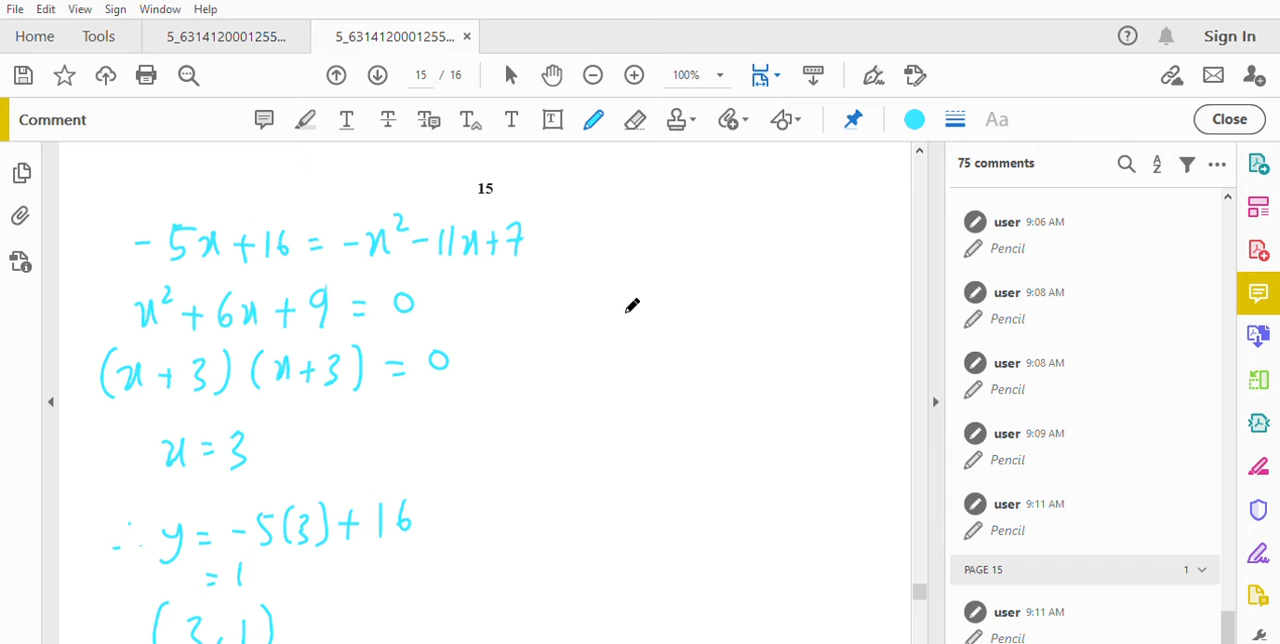 File Edit View Sign Window Help
Home Tools 5_6314120001255... 5_6314120001255... × Sign In
15 / 16 100%
Comment Aa Close
75 comments
15
- 5x + 16 = - x² - 11x + 7
x² + 6x + 9 = 0
(x + 3) (x + 3) = 0
x = 3
∴ y = - 5(3) + 16
= 1
(3, 1)
user 9:06 AM
Pencil
user 9:08 AM
Pencil
user 9:08 AM
Pencil
user 9:09 AM
Pencil
user 9:11 AM
Pencil
PAGE 15 1
user 9:11 AM
Pencil